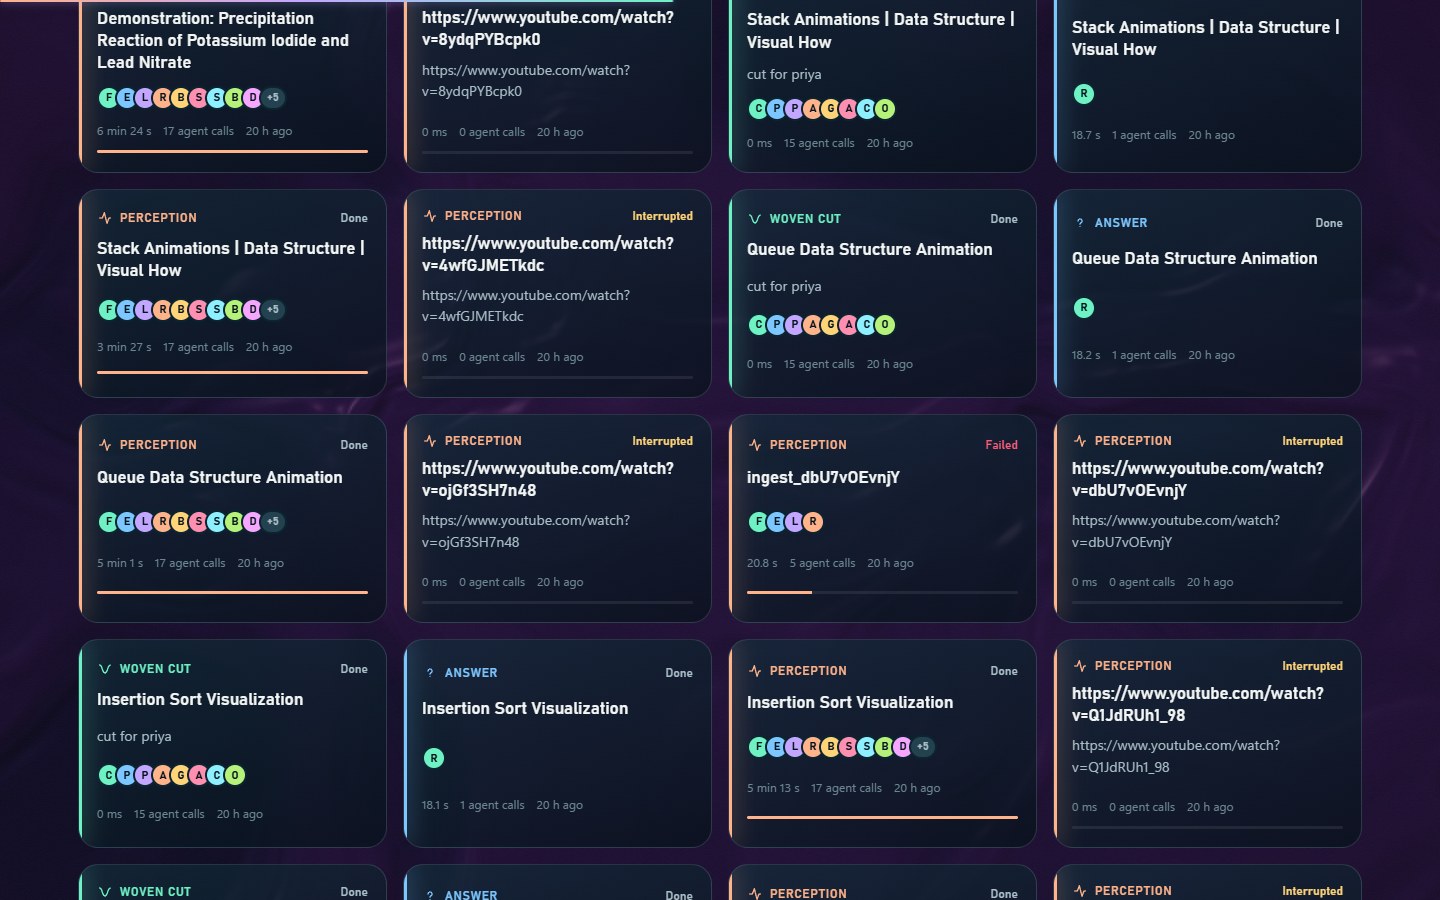 Demonstration: Precipitation
Reaction of Potassium Iodide and
Lead Nitrate
F E L R B S S B D +5
6 min 24 s 17 agent calls 20 h ago
https://www.youtube.com/watch?
v=8ydqPYBcpk0
https://www.youtube.com/watch?
v=8ydqPYBcpk0
0 ms 0 agent calls 20 h ago
Stack Animations | Data Structure |
Visual How
cut for priya
C P P A G A C O
0 ms 15 agent calls 20 h ago
Stack Animations | Data Structure |
Visual How
R
18.7 s 1 agent calls 20 h ago
PERCEPTION Done
Stack Animations | Data Structure |
Visual How
F E L R B S S B D +5
3 min 27 s 17 agent calls 20 h ago
PERCEPTION Interrupted
https://www.youtube.com/watch?
v=4wfGJMETkdc
https://www.youtube.com/watch?
v=4wfGJMETkdc
0 ms 0 agent calls 20 h ago
WOVEN CUT Done
Queue Data Structure Animation
cut for priya
C P P A G A C O
0 ms 15 agent calls 20 h ago
? ANSWER Done
Queue Data Structure Animation
R
18.2 s 1 agent calls 20 h ago
PERCEPTION Done
Queue Data Structure Animation
F E L R B S S B D +5
5 min 1 s 17 agent calls 20 h ago
PERCEPTION Interrupted
https://www.youtube.com/watch?
v=ojGf3SH7n48
https://www.youtube.com/watch?
v=ojGf3SH7n48
0 ms 0 agent calls 20 h ago
PERCEPTION Failed
ingest_dbU7vOEvnjY
F E L R
20.8 s 5 agent calls 20 h ago
PERCEPTION Interrupted
https://www.youtube.com/watch?
v=dbU7vOEvnjY
https://www.youtube.com/watch?
v=dbU7vOEvnjY
0 ms 0 agent calls 20 h ago
WOVEN CUT Done
Insertion Sort Visualization
cut for priya
C P P A G A C O
0 ms 15 agent calls 20 h ago
? ANSWER Done
Insertion Sort Visualization
R
18.1 s 1 agent calls 20 h ago
PERCEPTION Done
Insertion Sort Visualization
F E L R B S S B D +5
5 min 13 s 17 agent calls 20 h ago
PERCEPTION Interrupted
https://www.youtube.com/watch?
v=Q1JdRUh1_98
https://www.youtube.com/watch?
v=Q1JdRUh1_98
0 ms 0 agent calls 20 h ago
WOVEN CUT Done
? ANSWER Done
PERCEPTION Done
PERCEPTION Interrupted